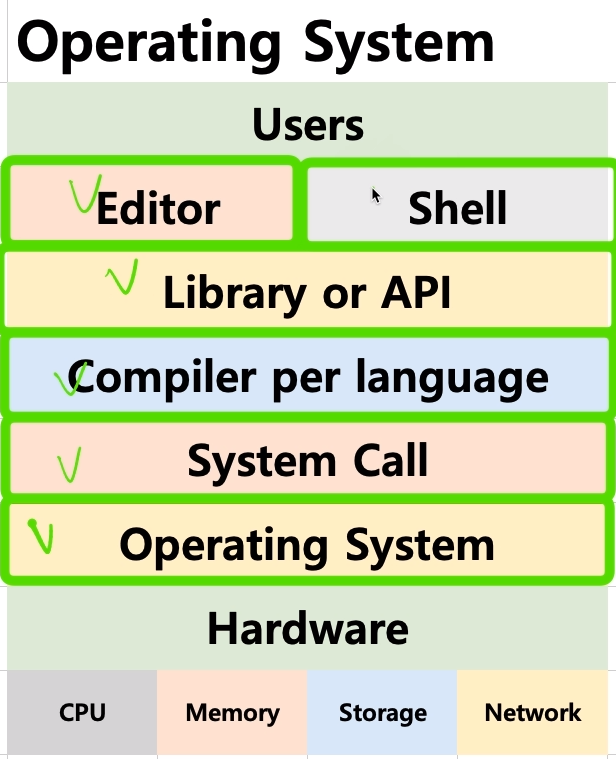 Operating System
Users
Editor Shell
Library or API
Compiler per language
System Call
Operating System
Hardware
CPU Memory Storage Network